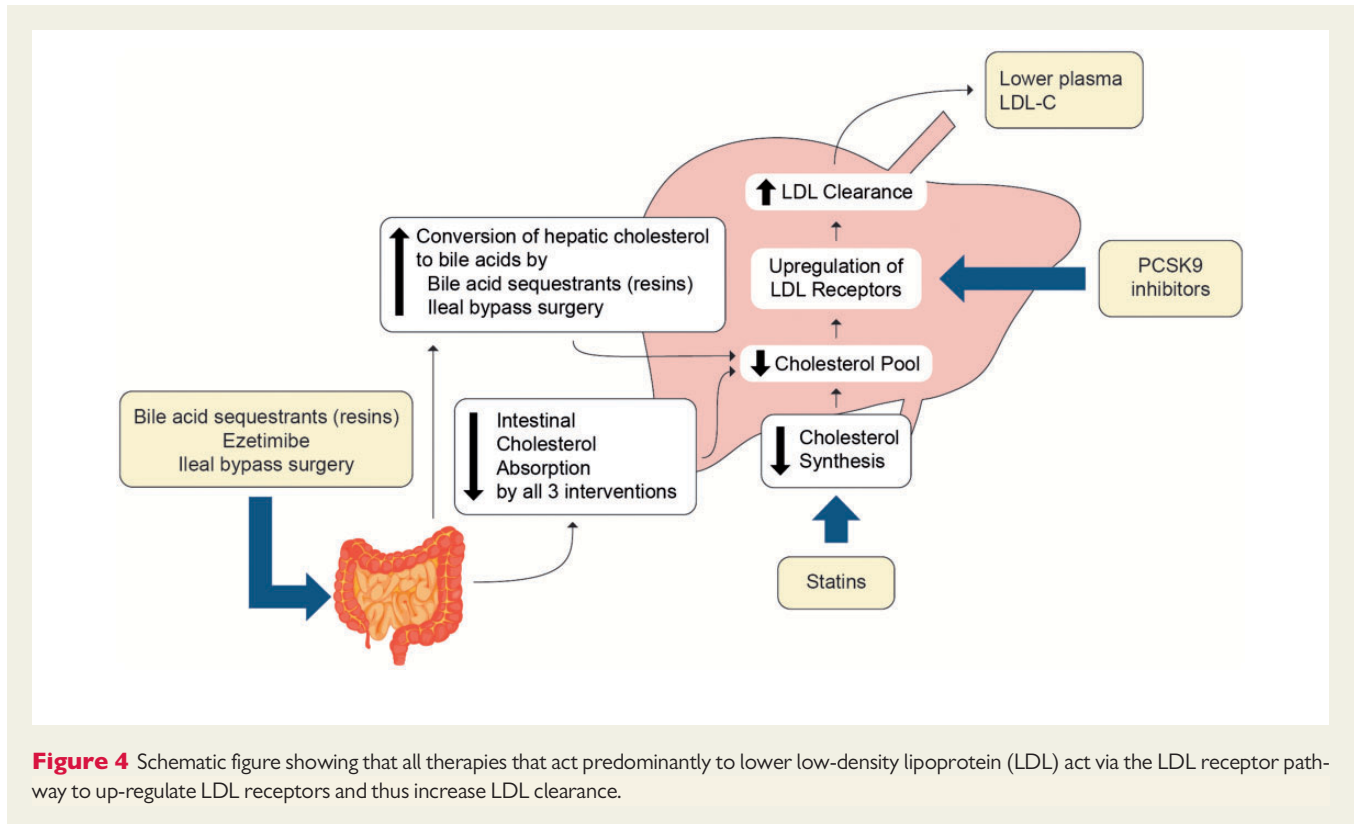 Lower plasma
LDL-C
LDL Clearance
Conversion of hepatic cholesterol
to bile acids by
Bile acid sequestrants (resins)
Ileal bypass surgery
Upregulation of
LDL Receptors
PCSK9
inhibitors
Cholesterol Pool
Bile acid sequestrants (resins)
Ezetimibe
Ileal bypass surgery
Intestinal
Cholesterol
Absorption
by all 3 interventions
Cholesterol
Synthesis
Statins
Figure 4 Schematic figure showing that all therapies that act predominantly to lower low-density lipoprotein (LDL) act via the LDL receptor path-
way to up-regulate LDL receptors and thus increase LDL clearance.